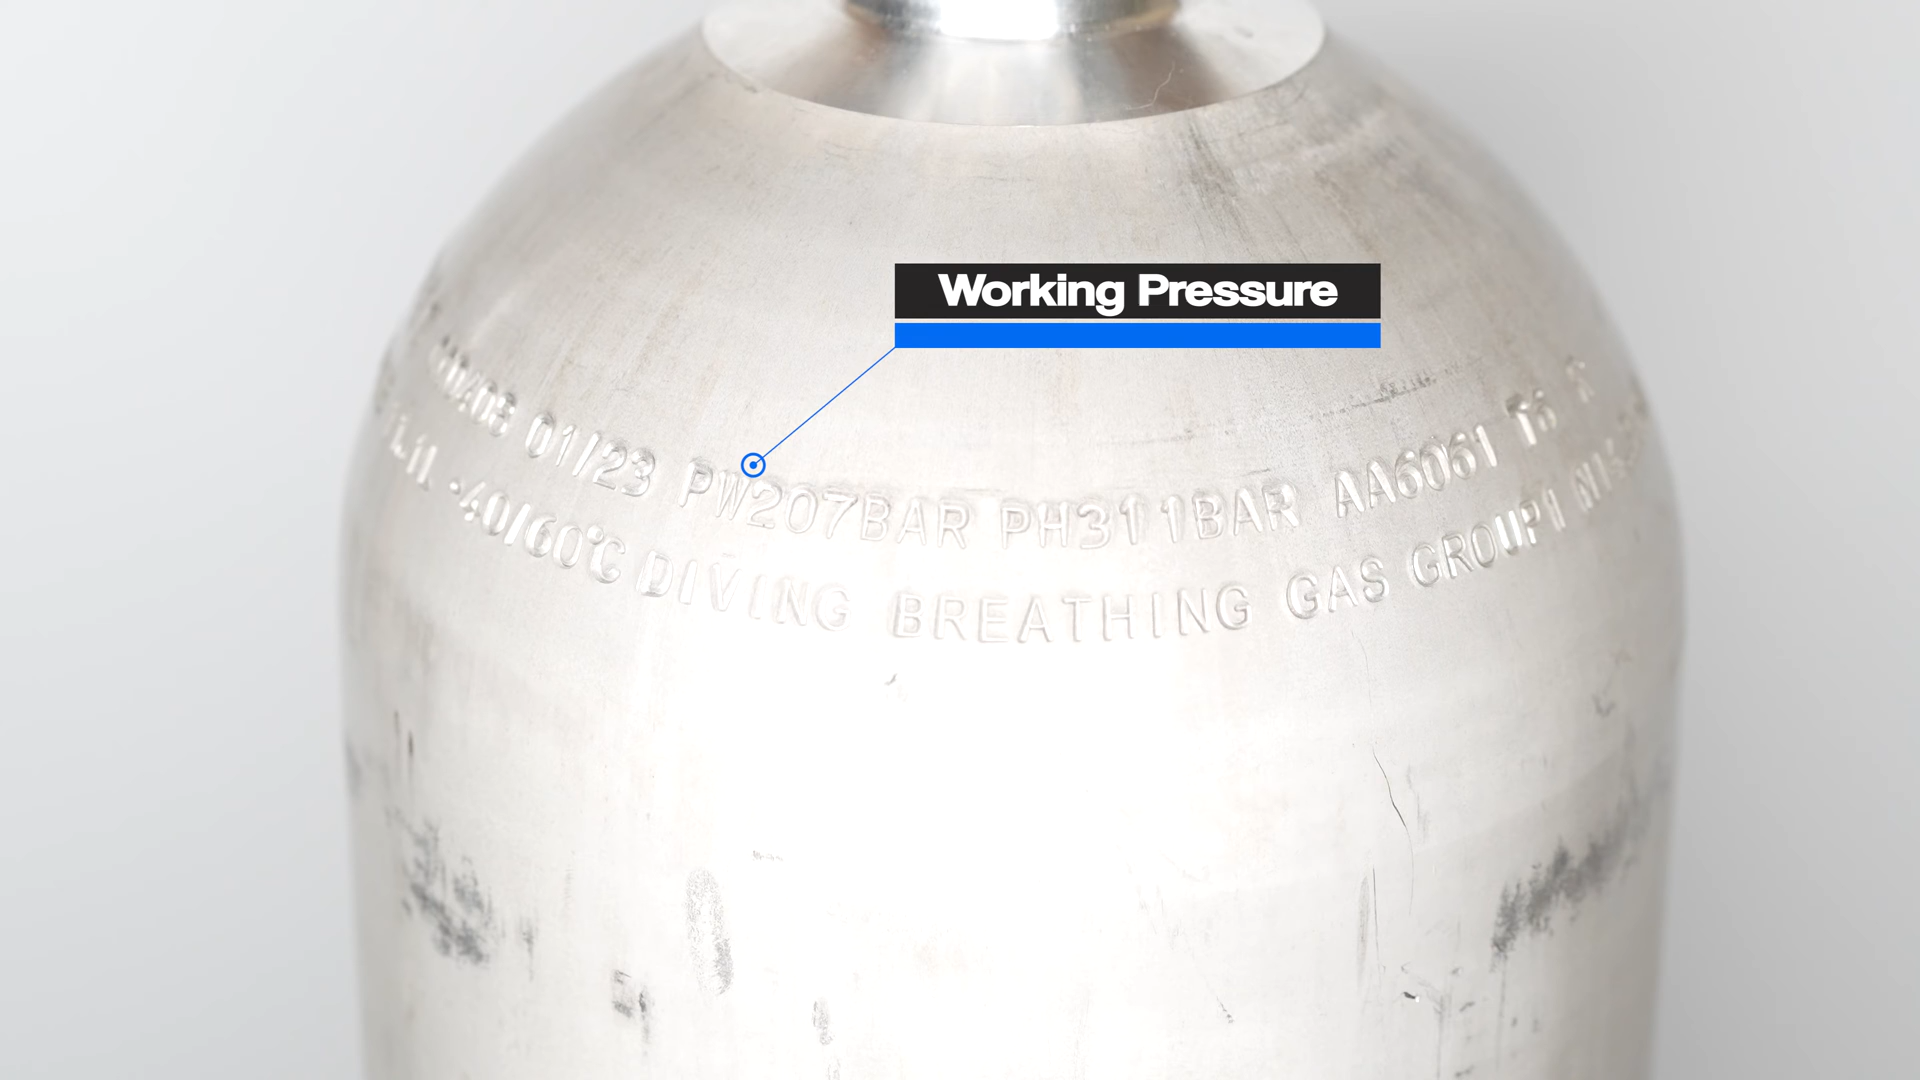 Working Pressure
01/23 PW207BAR PH311BAR AA6061 T6
-40/60°C DIVING BREATHING GAS GROUP1